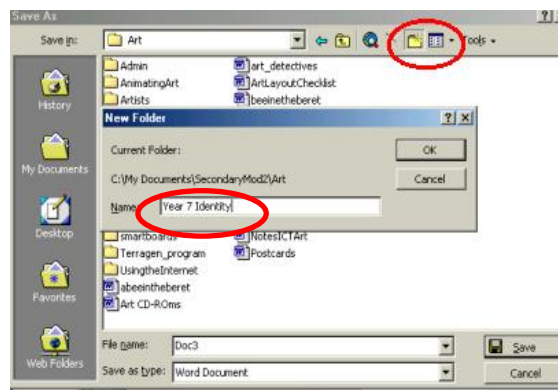 Save As
Save in:
Art
Tools
History
My Documents
Desktop
Favorites
Web Folders
Admin
AnimatingArt
Artists
art_detectives
ArtLayoutChecklist
beeinetheberet
New Folder
Current Folder:
C:\My Documents\SecondaryMod2\Art
Name:
Year 7 Identity
OK
Cancel
smartboards
Terragen_program
UsingtheInternet
abeeintheberet
Art CD-ROms
NotesICTArt
Postcards
File name:
Doc3
Save
Save as type:
Word Document
Cancel